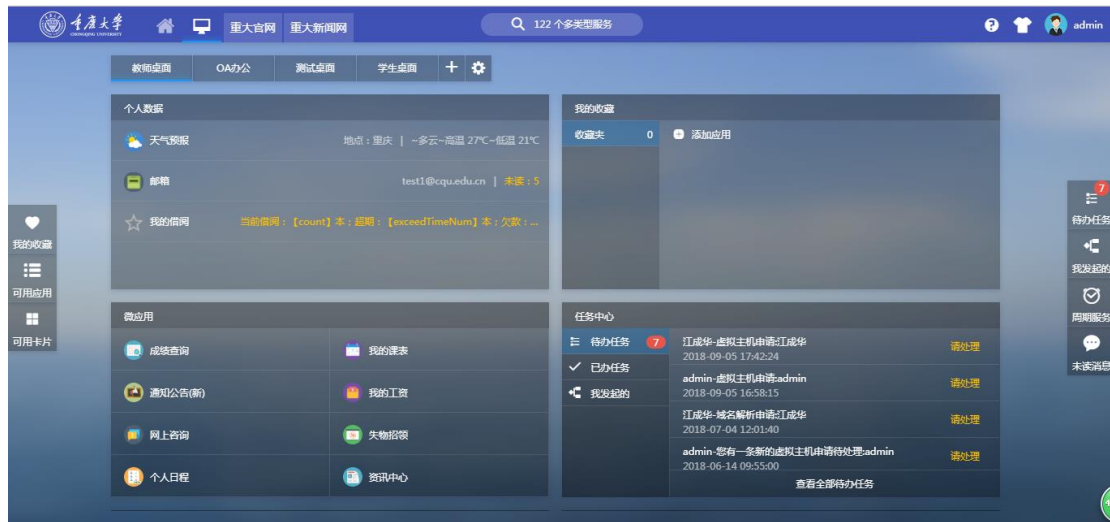 重庆大学
CHONGQING UNIVERSITY
重大官网 重大新闻网
122 个多类型服务
admin
教师桌面 OA办公 测试桌面 学生桌面
个人数据
天气预报 地点：重庆 | ~多云~高温 27℃~低温 21℃
邮箱 test1@cqu.edu.cn | 未读：5
我的借阅 当前借阅：【count】本；超期：【exceedTimeNum】本；欠款：...
我的收藏
收藏夹 0 添加应用
我的收藏
可用应用
可用卡片
7
待办任务
我发起的
周期服务
未读消息
微应用
成绩查询 我的课表
通知公告(新) 我的工资
网上咨询 失物招领
个人日程 资讯中心
任务中心
待办任务 7
已办任务
我发起的
江成华-虚拟主机申请:江成华
2018-09-05 17:42:24
请处理
admin-虚拟主机申请:admin
2018-09-05 16:58:15
请处理
江成华-域名解析申请:江成华
2018-07-04 12:01:40
请处理
admin-您有一条新的虚拟主机申请待处理:admin
2018-06-14 09:55:00
请处理
查看全部待办任务